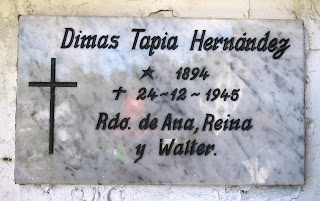 Dimas Tapia Hernández
★ 1894
✝ 24-12-1945
Rdo. de Ana, Reina
y Walter.